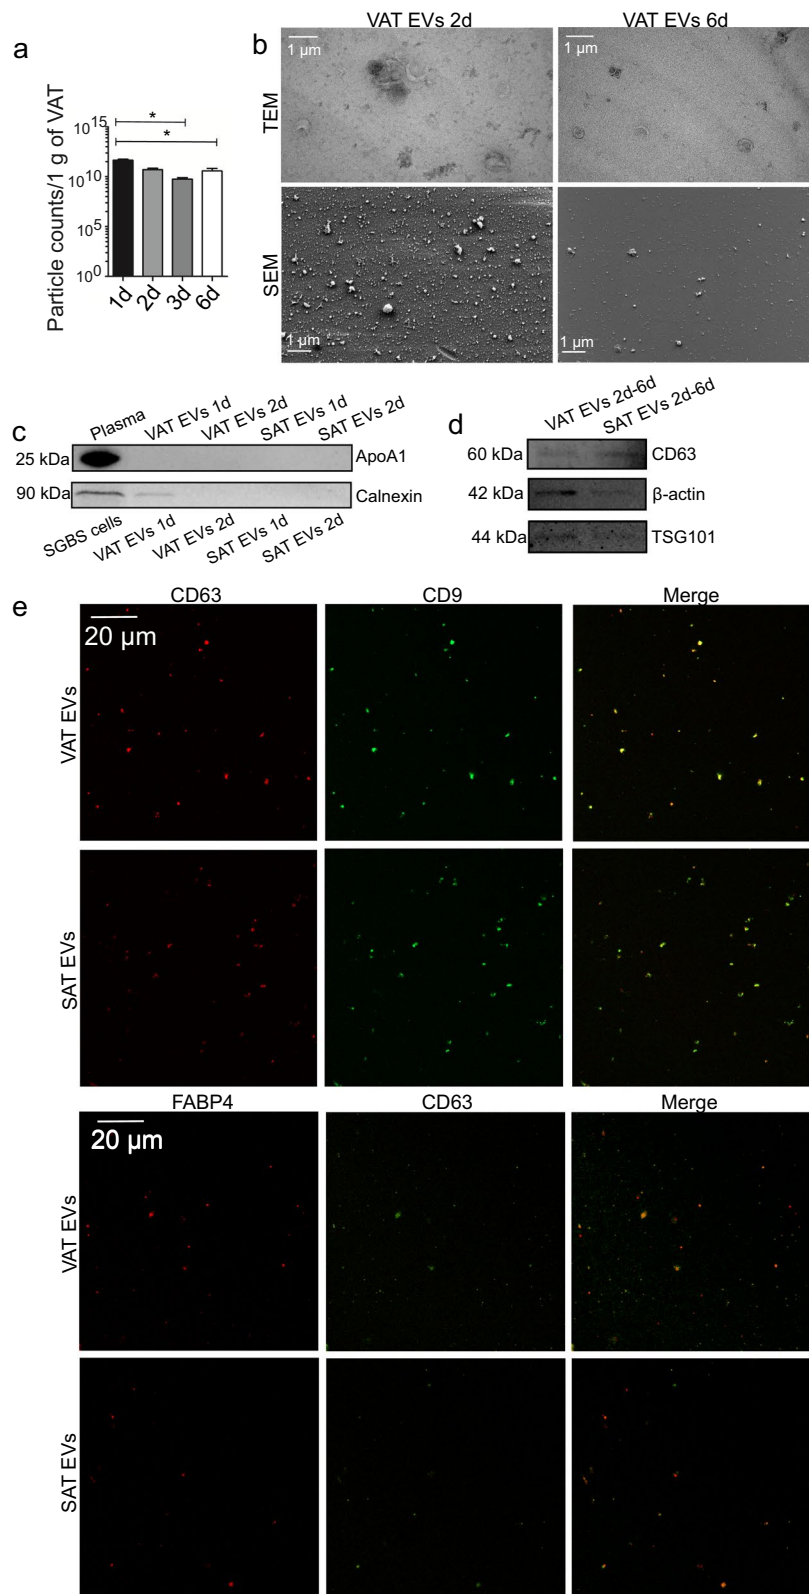 a
Particle counts/1 g of VAT
10^15
10^10
10^5
10^0
*
*
1d
2d
3d
6d
b
VAT EVs 2d
VAT EVs 6d
TEM
1 µm
1 µm
SEM
1 µm
1 µm
c
Plasma
VAT EVs 1d
VAT EVs 2d
SAT EVs 1d
SAT EVs 2d
25 kDa
ApoA1
90 kDa
Calnexin
SGBS cells
VAT EVs 1d
VAT EVs 2d
SAT EVs 1d
SAT EVs 2d
d
VAT EVs 2d-6d
SAT EVs 2d-6d
60 kDa
CD63
42 kDa
β-actin
44 kDa
TSG101
e
CD63
CD9
Merge
20 µm
VAT EVs
SAT EVs
FABP4
CD63
Merge
20 µm
VAT EVs
SAT EVs